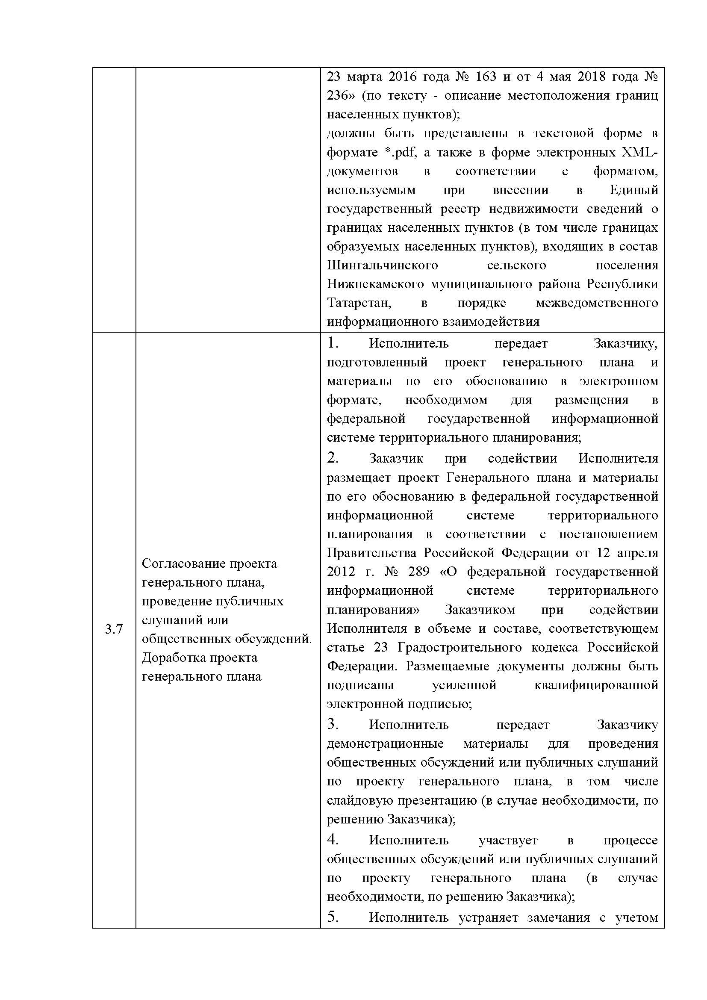 23 марта 2016 года № 163 и от 4 мая 2018 года №
236» (по тексту - описание местоположения границ
населенных пунктов);
должны быть представлены в текстовой форме в
формате *.pdf, а также в форме электронных XML-
документов в соответствии с форматом,
используемым при внесении в Единый
государственный реестр недвижимости сведений о
границах населенных пунктов (в том числе границах
образуемых населенных пунктов), входящих в состав
Шингальчинского сельского поселения
Нижнекамского муниципального района Республики
Татарстан, в порядке межведомственного
информационного взаимодействия
3.7
Согласование проекта
генерального плана,
проведение публичных
слушаний или
общественных обсуждений.
Доработка проекта
генерального плана
1. Исполнитель передает Заказчику,
подготовленный проект генерального плана и
материалы по его обоснованию в электронном
формате, необходимом для размещения в
федеральной государственной информационной
системе территориального планирования;
2. Заказчик при содействии Исполнителя
размещает проект Генерального плана и материалы
по его обоснованию в федеральной государственной
информационной системе территориального
планирования в соответствии с постановлением
Правительства Российской Федерации от 12 апреля
2012 г. № 289 «О федеральной государственной
информационной системе территориального
планирования» Заказчиком при содействии
Исполнителя в объеме и составе, соответствующем
статье 23 Градостроительного кодекса Российской
Федерации. Размещаемые документы должны быть
подписаны усиленной квалифицированной
электронной подписью;
3. Исполнитель передает Заказчику
демонстрационные материалы для проведения
общественных обсуждений или публичных слушаний
по проекту генерального плана, в том числе
слайдовую презентацию (в случае необходимости, по
решению Заказчика);
4. Исполнитель участвует в процессе
общественных обсуждений или публичных слушаний
по проекту генерального плана (в случае
необходимости, по решению Заказчика);
5. Исполнитель устраняет замечания с учетом